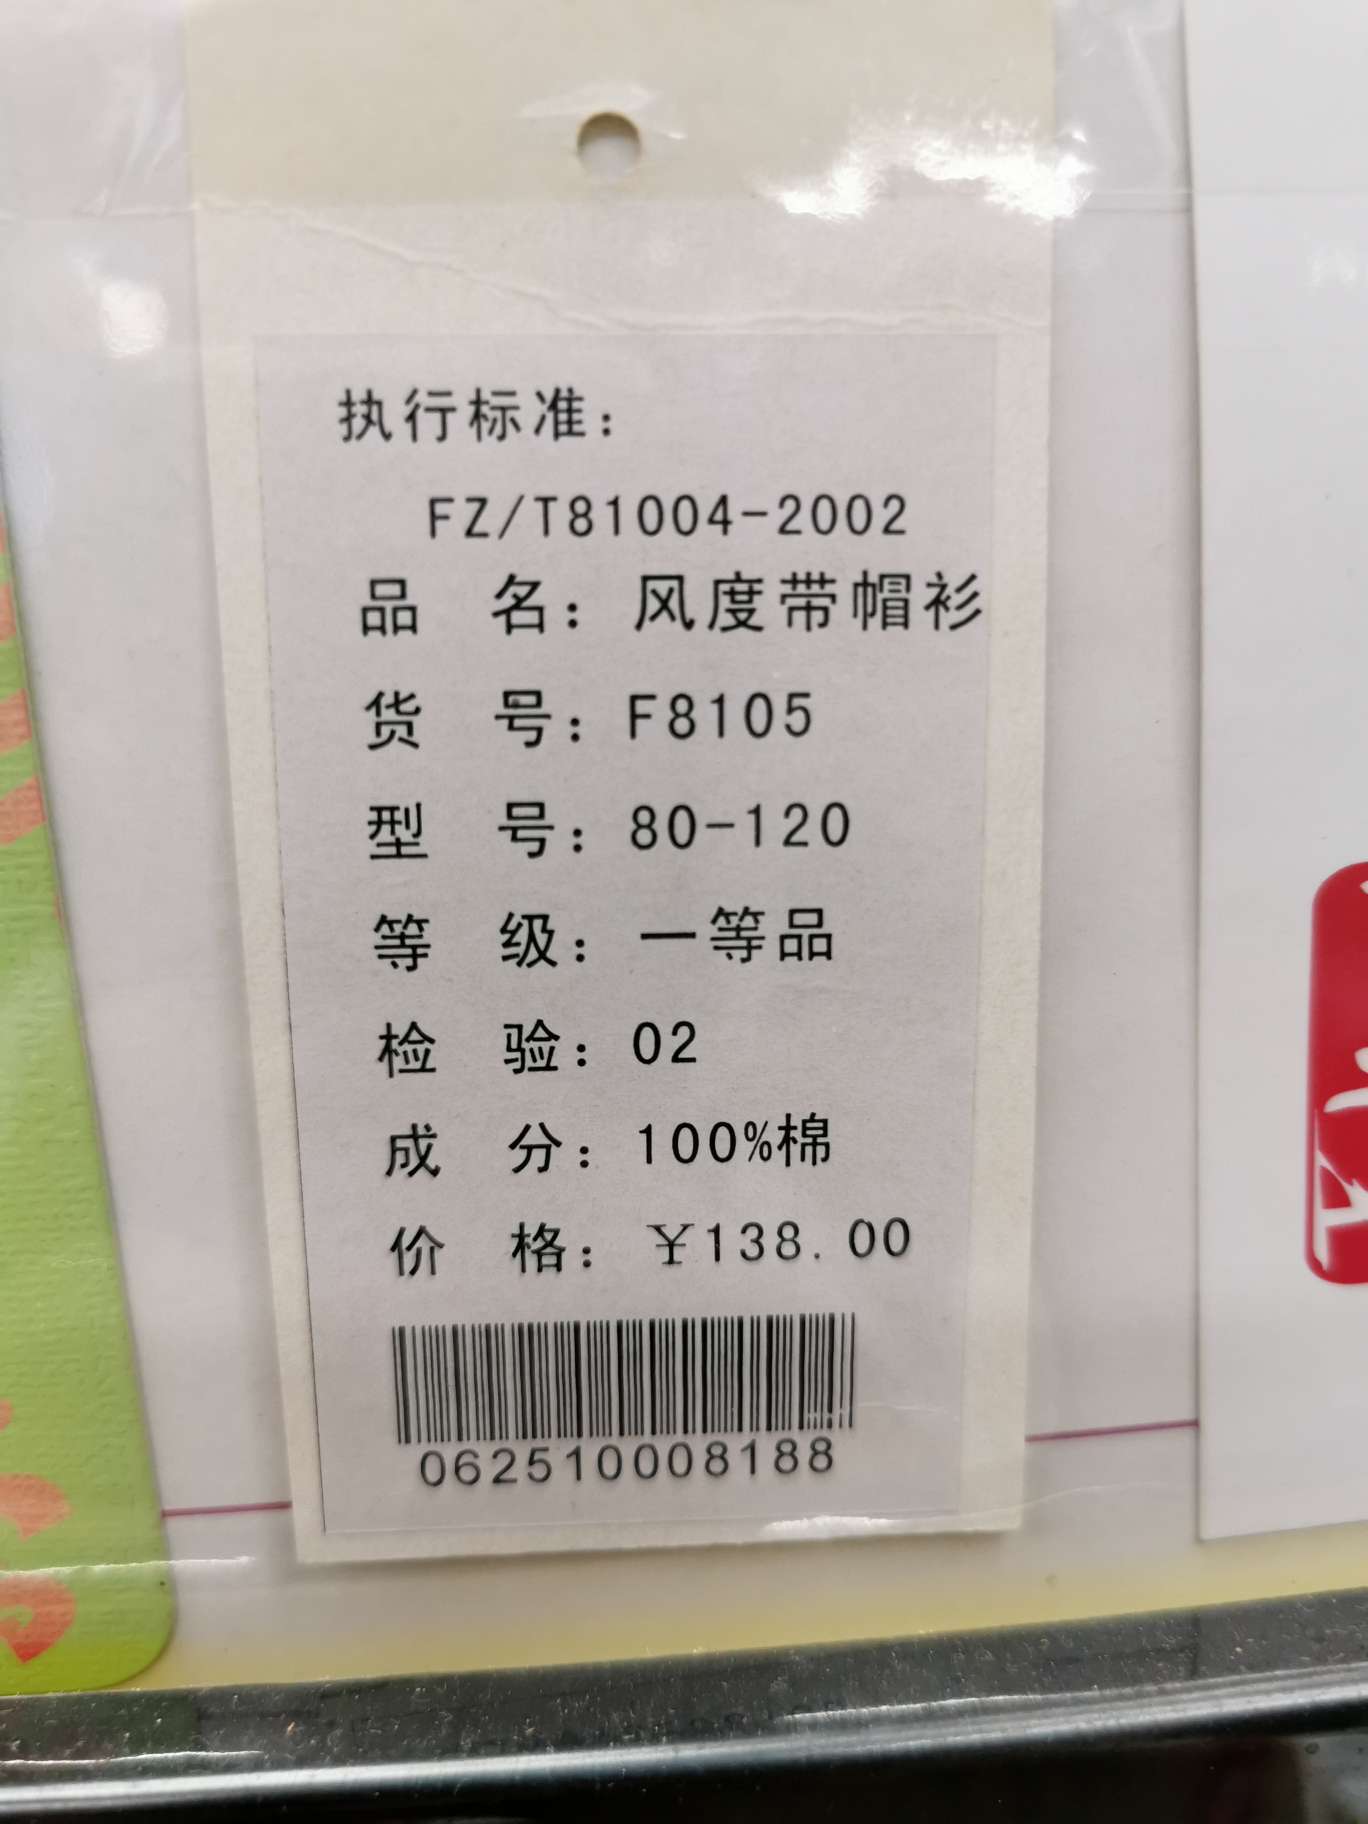 执行标准：
FZ/T81004-2002
品 名：风度带帽衫
货 号：F8105
型 号：80-120
等 级：一等品
检 验：02
成 分：100%棉
价 格：￥138.00
062510008188